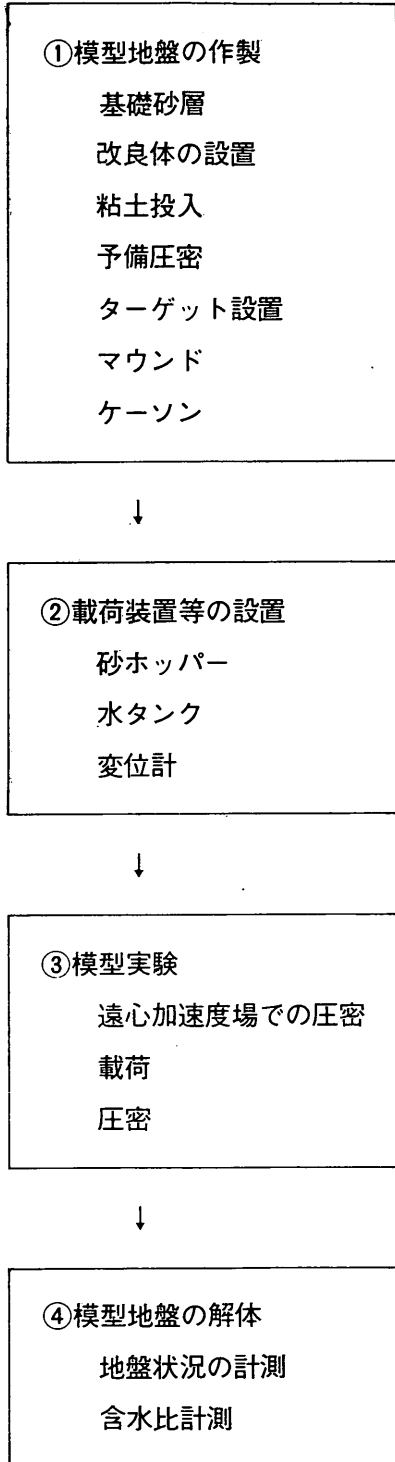 ①模型地盤の作製
基礎砂層
改良体の設置
粘土投入
予備圧密
ターゲット設置
マウンド
ケーソン
↓
②載荷装置等の設置
砂ホッパー
水タンク
変位計
↓
③模型実験
遠心加速度場での圧密
載荷
圧密
↓
④模型地盤の解体
地盤状況の計測
含水比計測